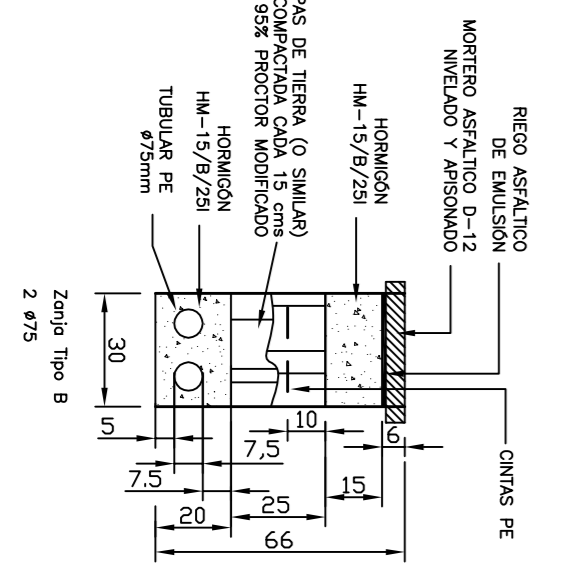 RIEGO ASFÁLTICO
DE EMULSIÓN
MORTERO ASFALTICO D-12
NIVELADO Y APISONADO
CINTAS PE
HORMIGÓN
HM-15/B/25I
PAS DE TIERRA (O SIMILAR)
COMPACTADA CADA 15 cms
95% PROCTOR MODIFICADO
HORMIGÓN
HM-15/B/25I
TUBULAR PE
ø75mm
6
15
10
25
66
7,5
7.5
20
5
30
Zanja Tipo B
2 ø75